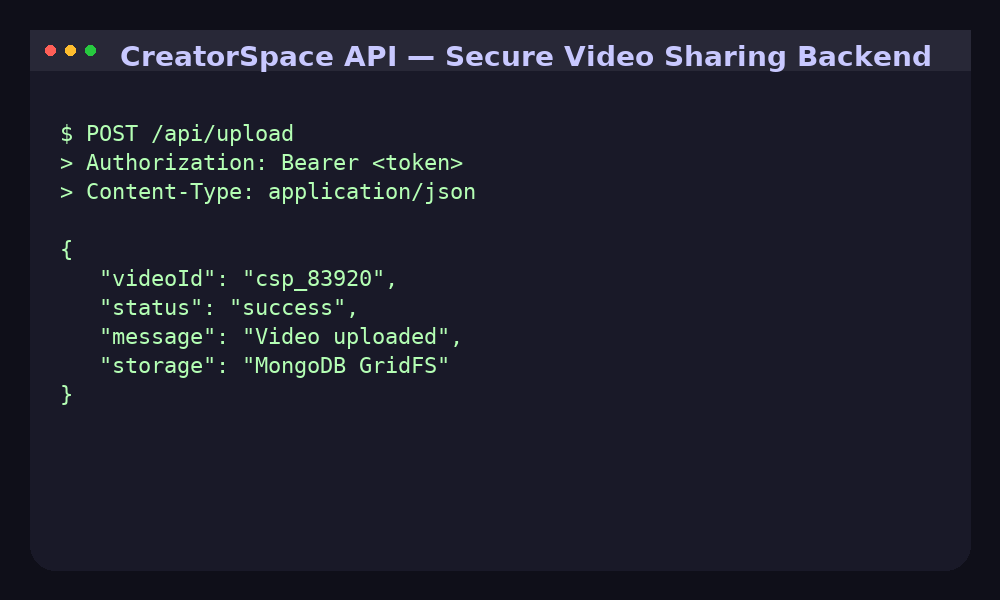 CreatorSpace API — Secure Video Sharing Backend
$ POST /api/upload
> Authorization: Bearer <token>
> Content-Type: application/json
{
   "videoId": "csp_83920",
   "status": "success",
   "message": "Video uploaded",
   "storage": "MongoDB GridFS"
}